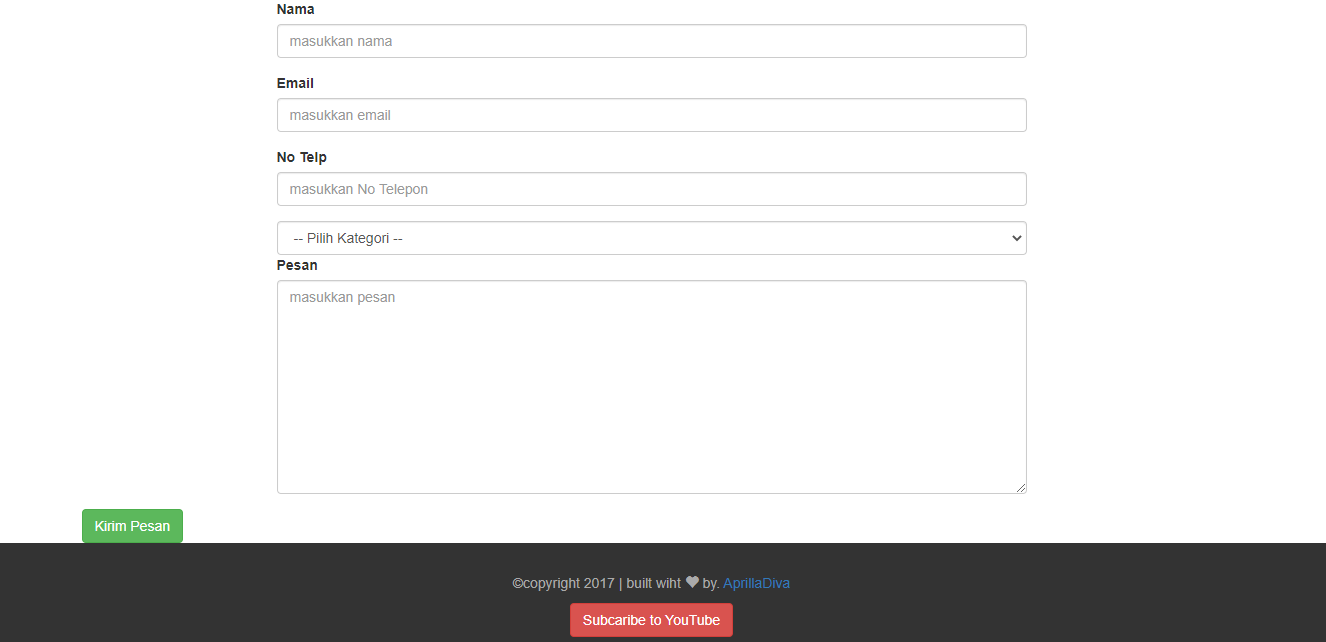 Nama
masukkan nama
Email
masukkan email
No Telp
masukkan No Telepon
-- Pilih Kategori --
Pesan
masukkan pesan
Kirim Pesan
©copyright 2017 | built wiht ❤ by. AprillaDiva
Subcaribe to YouTube